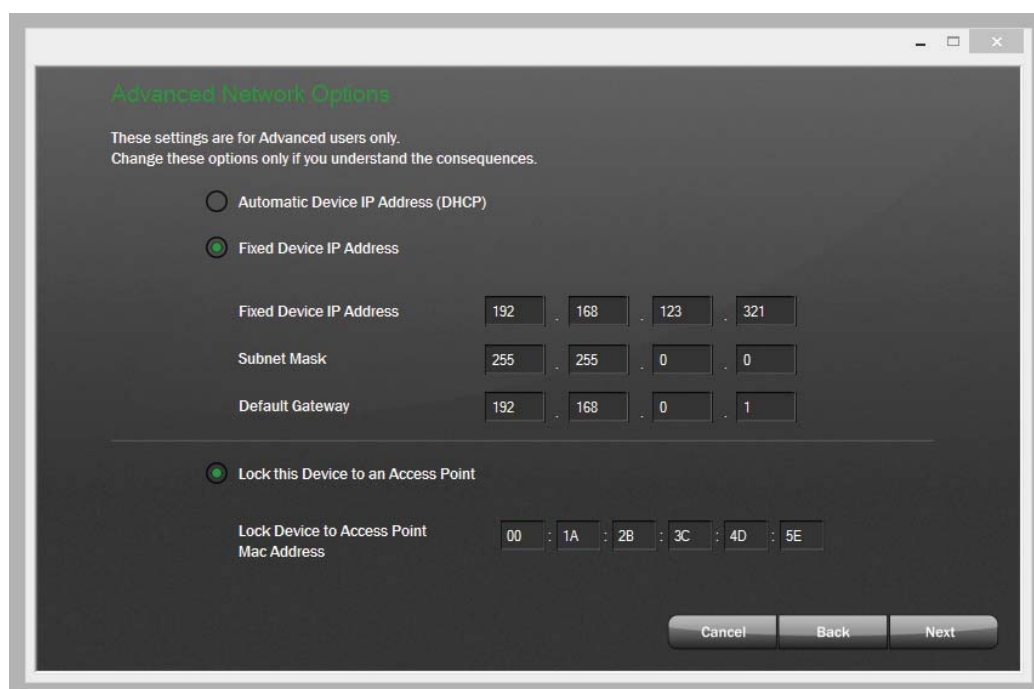 Advanced Network Options
These settings are for Advanced users only.
Change these options only if you understand the consequences.
Automatic Device IP Address (DHCP)
Fixed Device IP Address
Fixed Device IP Address 192 . 168 . 123 . 321
Subnet Mask 255 . 255 . 0 . 0
Default Gateway 192 . 168 . 0 . 1
Lock this Device to an Access Point
Lock Device to Access Point
Mac Address 00 : 1A : 2B : 3C : 4D : 5E
Cancel Back Next